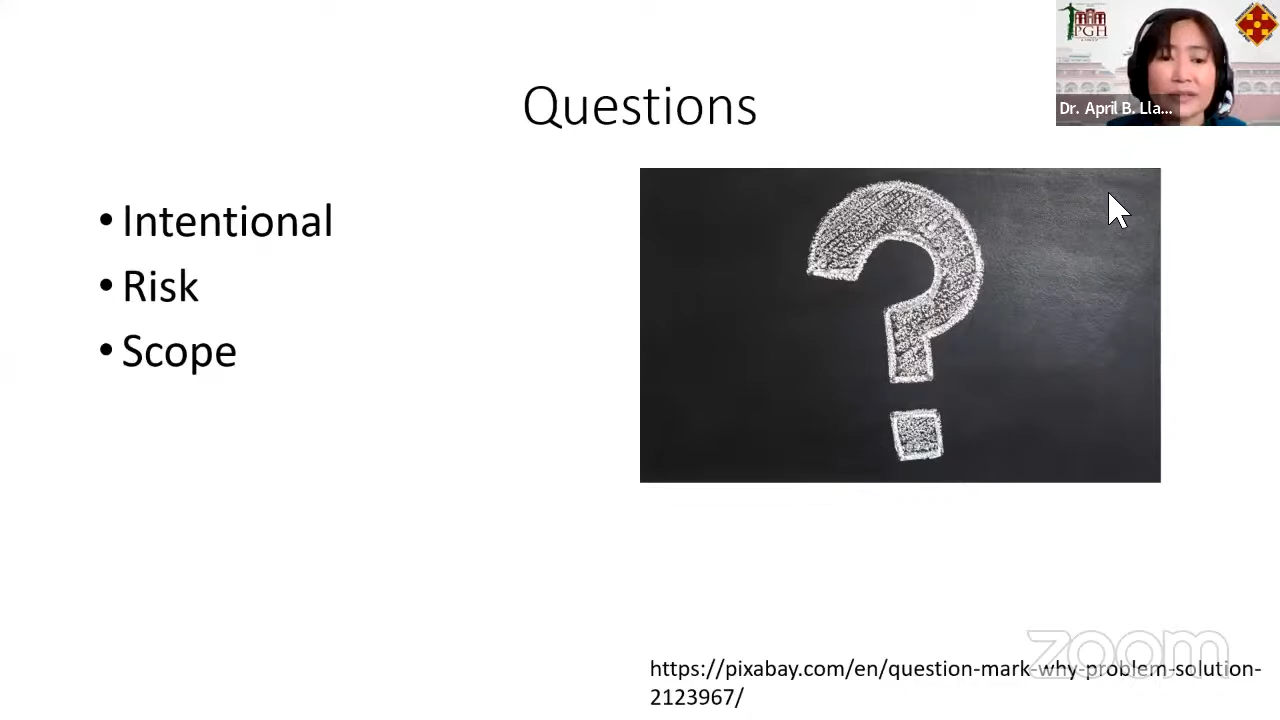 PGH
Dr. April B. Lla...
Questions
• Intentional
• Risk
• Scope
zoom
https://pixabay.com/en/question-mark-why-problem-solution-
2123967/